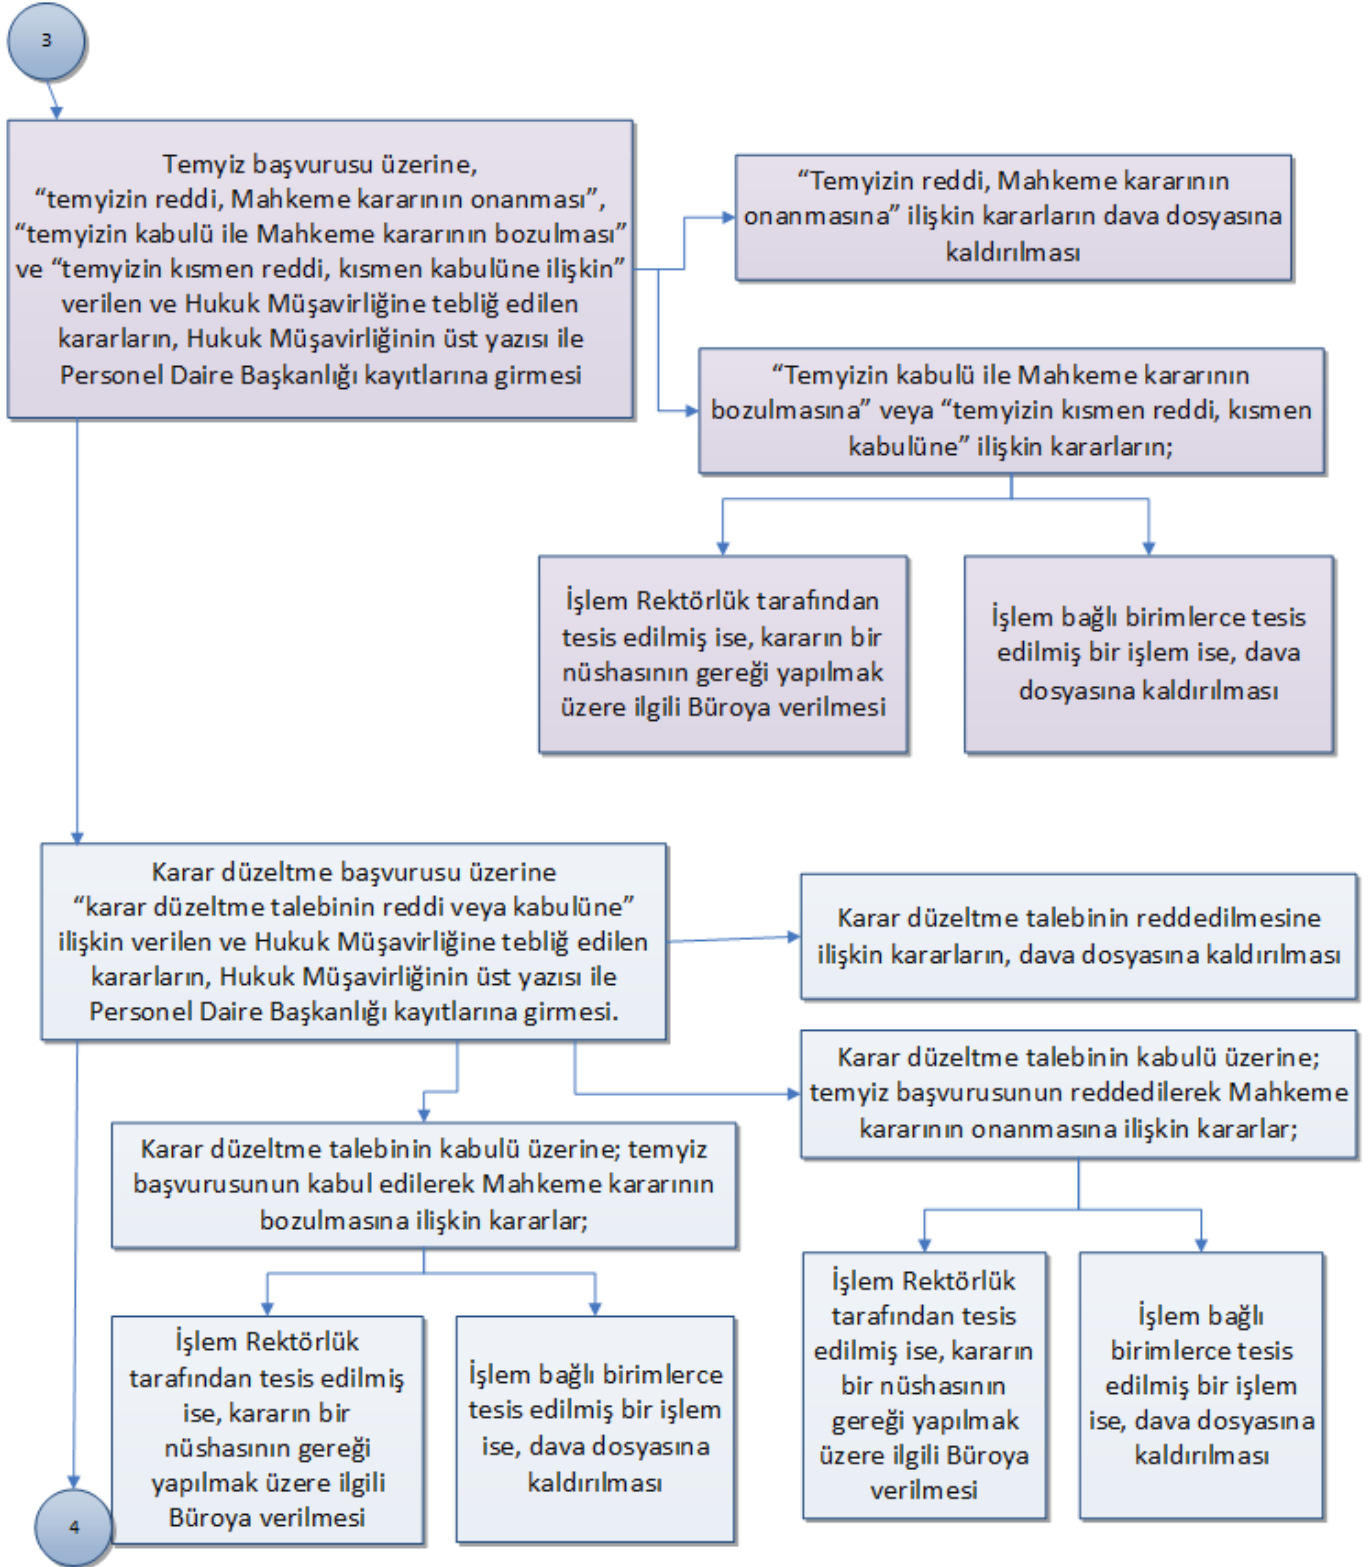 3
Temyiz başvurusu üzerine,
“temyizin reddi, Mahkeme kararının onanması”,
“temyizin kabulü ile Mahkeme kararının bozulması”
ve “temyizin kısmen reddi, kısmen kabulüne ilişkin”
verilen ve Hukuk Müşavirliğine tebliğ edilen
kararların, Hukuk Müşavirliğinin üst yazısı ile
Personel Daire Başkanlığı kayıtlarına girmesi
“Temyizin reddi, Mahkeme kararının
onanmasına” ilişkin kararların dava dosyasına
kaldırılması
“Temyizin kabulü ile Mahkeme kararının
bozulmasına” veya “temyizin kısmen reddi, kısmen
kabulüne” ilişkin kararların;
İşlem Rektörlük tarafından
tesis edilmiş ise, kararın bir
nüshasının gereği yapılmak
üzere ilgili Büroya verilmesi
İşlem bağlı birimlerce tesis
edilmiş bir işlem ise, dava
dosyasına kaldırılması
Karar düzeltme başvurusu üzerine
“karar düzeltme talebinin reddi veya kabulüne”
ilişkin verilen ve Hukuk Müşavirliğine tebliğ edilen
kararların, Hukuk Müşavirliğinin üst yazısı ile
Personel Daire Başkanlığı kayıtlarına girmesi.
Karar düzeltme talebinin reddedilmesine
ilişkin kararların, dava dosyasına kaldırılması
Karar düzeltme talebinin kabulü üzerine;
temyiz başvurusunun reddedilerek Mahkeme
kararının onanmasına ilişkin kararlar;
Karar düzeltme talebinin kabulü üzerine; temyiz
başvurusunun kabul edilerek Mahkeme kararının
bozulmasına ilişkin kararlar;
İşlem Rektörlük
tarafından tesis edilmiş
ise, kararın bir
nüshasının gereği
yapılmak üzere ilgili
Büroya verilmesi
İşlem bağlı birimlerce
tesis edilmiş bir işlem
ise, dava dosyasına
kaldırılması
İşlem Rektörlük
tarafından tesis
edilmiş ise, kararın
bir nüshasının
gereği yapılmak
üzere ilgili Büroya
verilmesi
İşlem bağlı
birimlerce tesis
edilmiş bir işlem
ise, dava dosyasına
kaldırılması
4